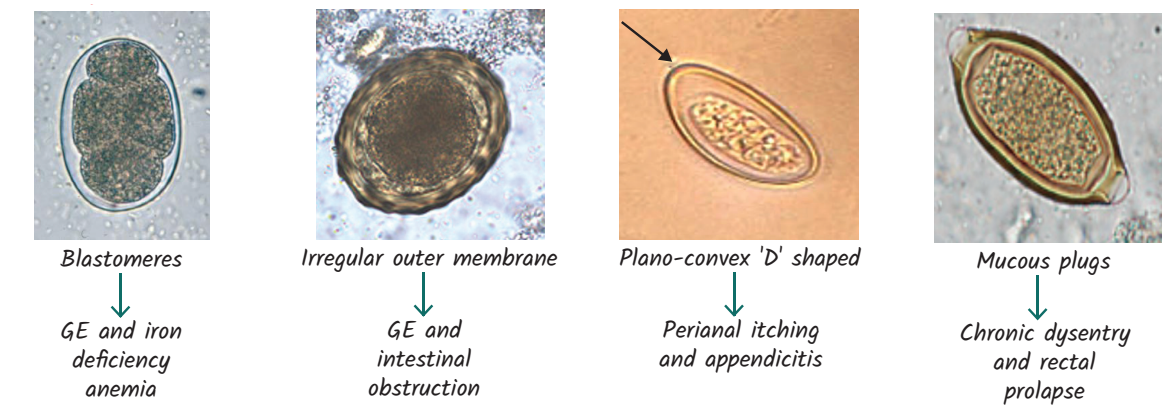 Blastomeres
GE and iron
deficiency
anemia
Irregular outer membrane
GE and
intestinal
obstruction
Plano-convex 'D' shaped
Perianal itching
and appendicitis
Mucous plugs
Chronic dysentry
and rectal
prolapse